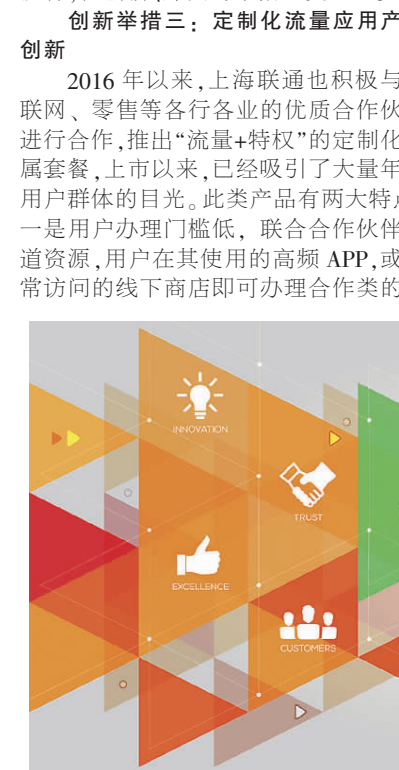 创新举措三：定制化流量应用产
创新
2016 年以来,上海联通也积极与
联网、零售等各行各业的优质合作伙
进行合作,推出“流量+特权”的定制化
属套餐,上市以来,已经吸引了大量年
用户群体的目光。此类产品有两大特
一是用户办理门槛低，联合合作伙伴
道资源,用户在其使用的高频 APP,或
常访问的线下商店即可办理合作类的
INNOVATION
TRUST
EXCELLENCE
CUSTOMERS